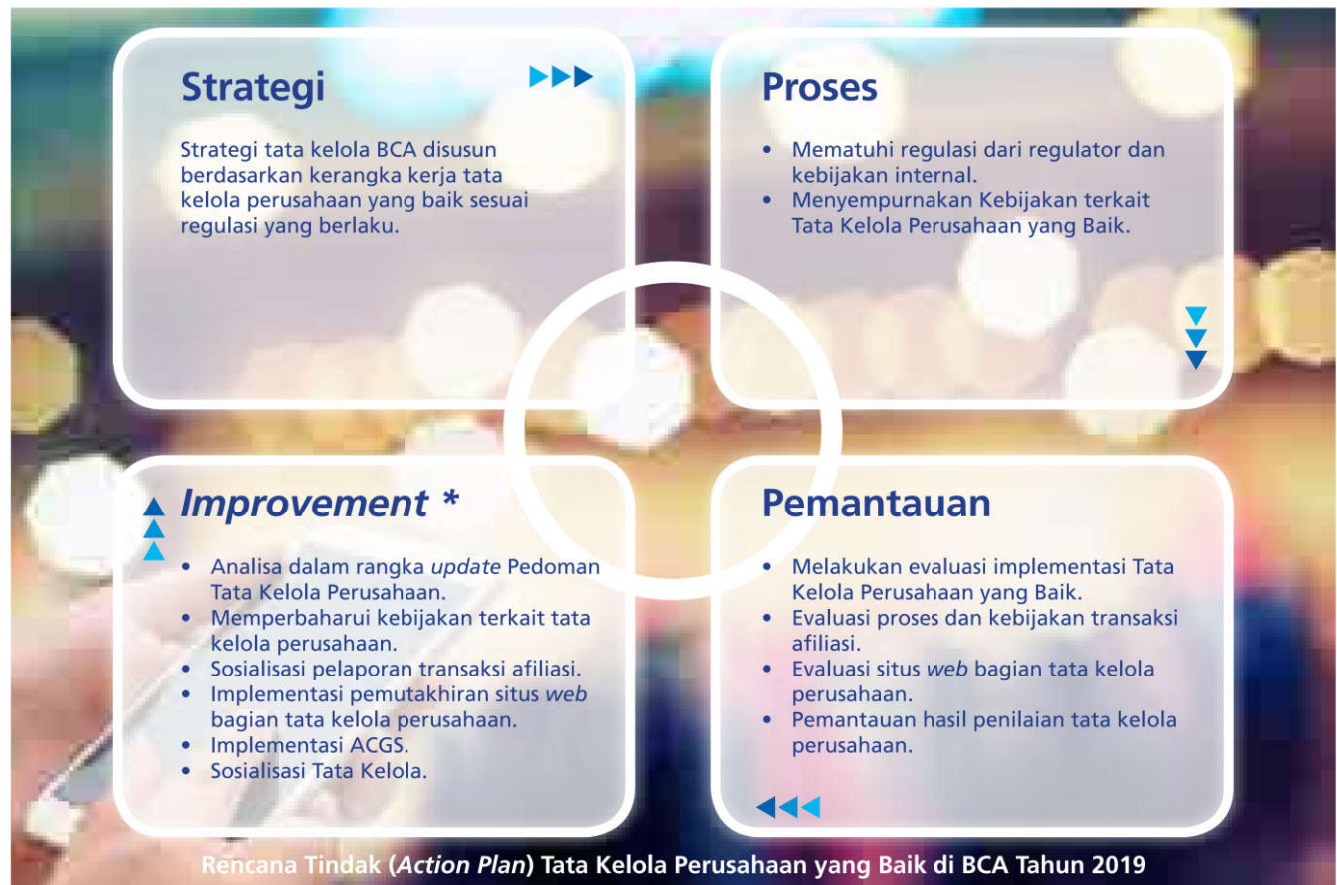 Strategi
Strategi tata kelola BCA disusun
berdasarkan kerangka kerja tata
kelola perusahaan yang baik sesuai
regulasi yang berlaku.
Proses
• Mematuhi regulasi dari regulator dan
kebijakan internal.
• Menyempurnakan Kebijakan terkait
Tata Kelola Perusahaan yang Baik.
Improvement *
• Analisa dalam rangka update Pedoman
Tata Kelola Perusahaan.
• Memperbaharui kebijakan terkait tata
kelola perusahaan.
• Sosialisasi pelaporan transaksi afiliasi.
• Implementasi pemutakhiran situs web
bagian tata kelola perusahaan.
• Implementasi ACGS.
• Sosialisasi Tata Kelola.
Pemantauan
• Melakukan evaluasi implementasi Tata
Kelola Perusahaan yang Baik.
• Evaluasi proses dan kebijakan transaksi
afiliasi.
• Evaluasi situs web bagian tata kelola
perusahaan.
• Pemantauan hasil penilaian tata kelola
perusahaan.
Rencana Tindak (Action Plan) Tata Kelola Perusahaan yang Baik di BCA Tahun 2019